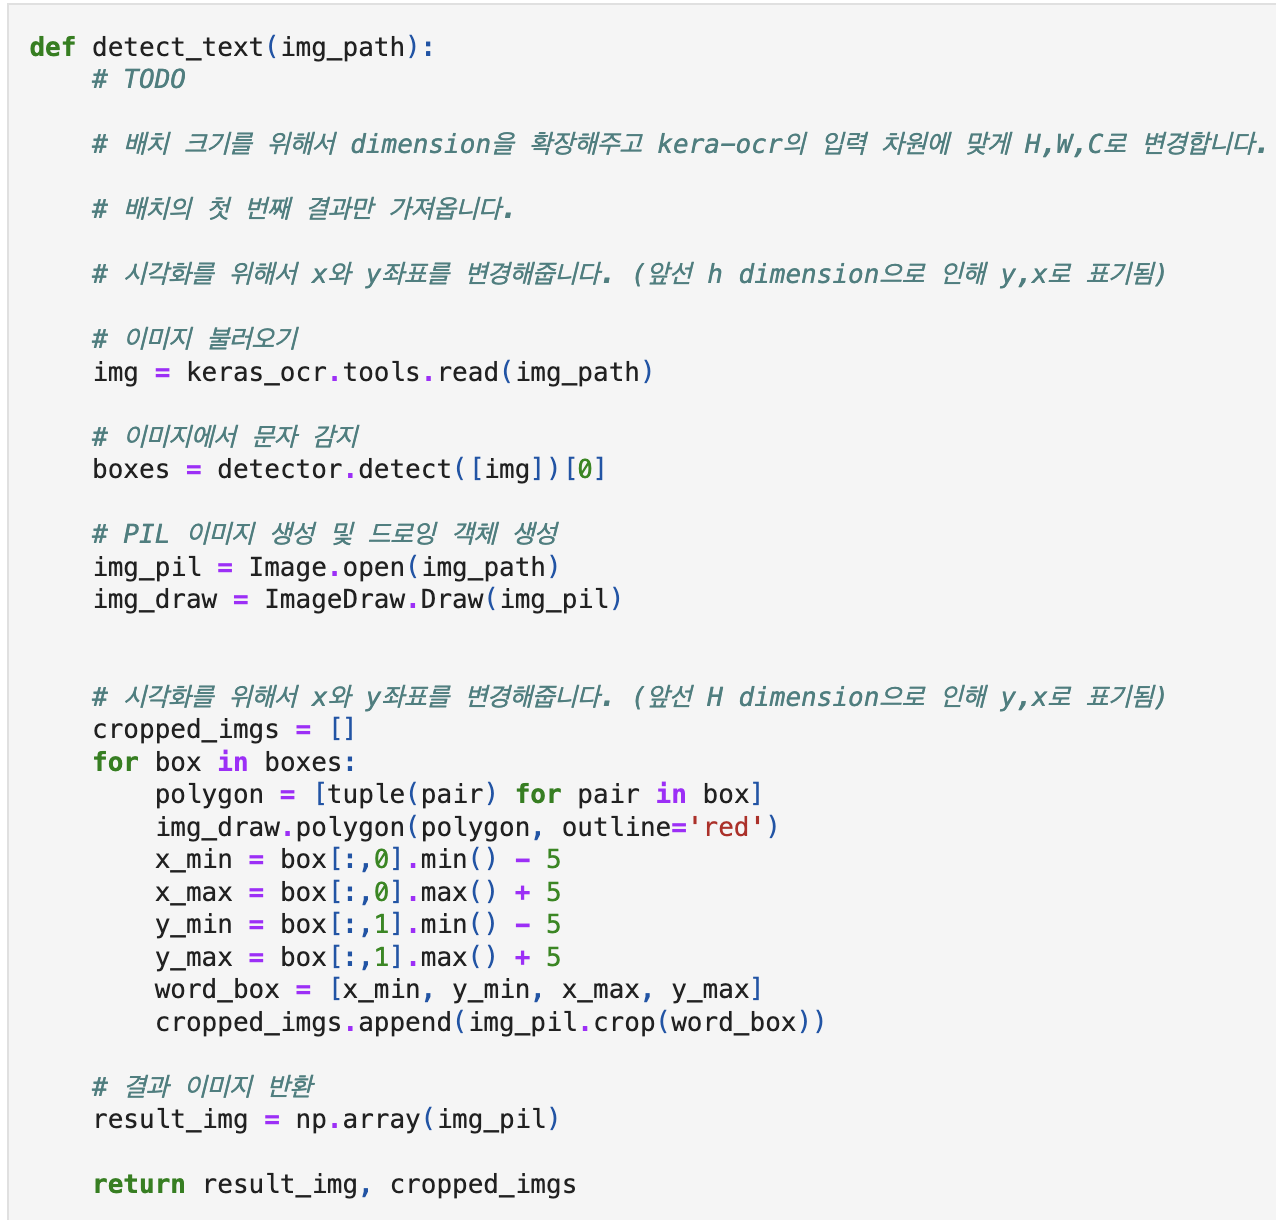 def detect_text(img_path):
    # TODO
    # 배치 크기를 위해서 dimension을 확장해주고 kera-ocr의 입력 차원에 맞게 H,W,C로 변경합니다.
    # 배치의 첫 번째 결과만 가져옵니다.
    # 시각화를 위해서 x와 y좌표를 변경해줍니다. (앞선 h dimension으로 인해 y,x로 표기됨)
    # 이미지 불러오기
    img = keras_ocr.tools.read(img_path)
    # 이미지에서 문자 감지
    boxes = detector.detect([img])[0]
    # PIL 이미지 생성 및 드로잉 객체 생성
    img_pil = Image.open(img_path)
    img_draw = ImageDraw.Draw(img_pil)
    # 시각화를 위해서 x와 y좌표를 변경해줍니다. (앞선 H dimension으로 인해 y,x로 표기됨)
    cropped_imgs = []
    for box in boxes:
        polygon = [tuple(pair) for pair in box]
        img_draw.polygon(polygon, outline='red')
        x_min = box[:,0].min() - 5
        x_max = box[:,0].max() + 5
        y_min = box[:,1].min() - 5
        y_max = box[:,1].max() + 5
        word_box = [x_min, y_min, x_max, y_max]
        cropped_imgs.append(img_pil.crop(word_box))
    # 결과 이미지 반환
    result_img = np.array(img_pil)
    return result_img, cropped_imgs